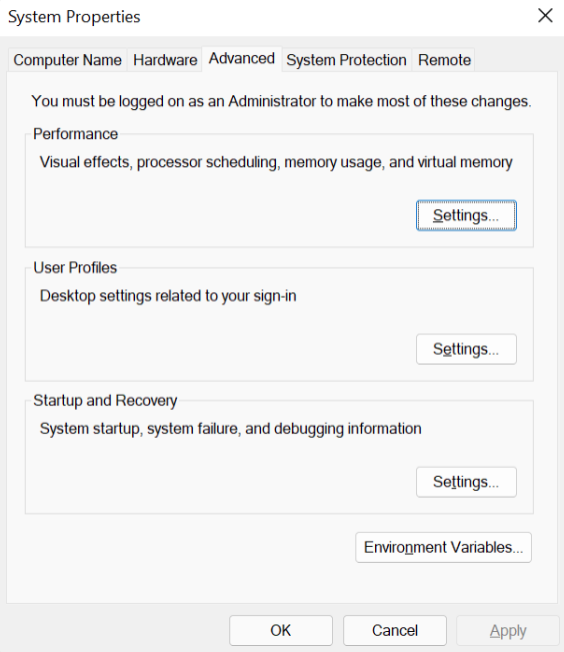 System Properties
Computer Name Hardware Advanced System Protection Remote
You must be logged on as an Administrator to make most of these changes.
Performance
Visual effects, processor scheduling, memory usage, and virtual memory
Settings...
User Profiles
Desktop settings related to your sign-in
Settings...
Startup and Recovery
System startup, system failure, and debugging information
Settings...
Environment Variables...
OK Cancel Apply